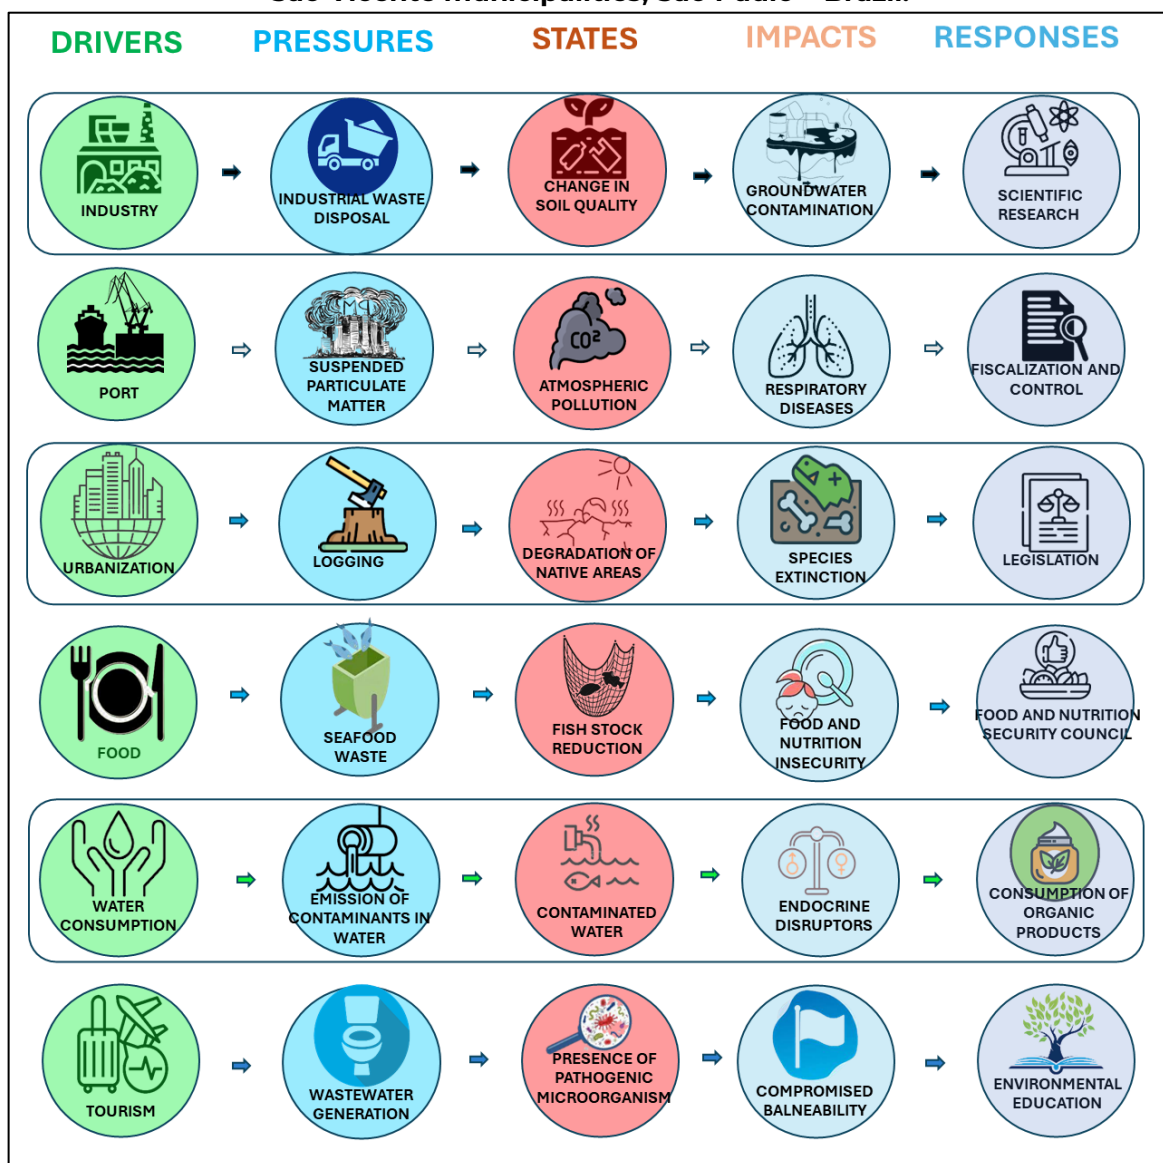 DRIVERS PRESSURES STATES IMPACTS RESPONSES
INDUSTRY
INDUSTRIAL WASTE
DISPOSAL
CHANGE IN
SOIL QUALITY
GROUNDWATER
CONTAMINATION
SCIENTIFIC
RESEARCH
PORT
MP
SUSPENDED
PARTICULATE
MATTER
CO²
ATMOSPHERIC
POLLUTION
RESPIRATORY
DISEASES
FISCALIZATION AND
CONTROL
URBANIZATION
LOGGING
DEGRADATION OF
NATIVE AREAS
SPECIES
EXTINCTION
LEGISLATION
FOOD
SEAFOOD
WASTE
FISH STOCK
REDUCTION
FOOD AND
NUTRITION
INSECURITY
FOOD AND NUTRITION
SECURITY COUNCIL
WATER
CONSUMPTION
EMISSION OF
CONTAMINANTS IN
WATER
CONTAMINATED
WATER
ENDOCRINE
DISRUPTORS
CONSUMPTION OF
ORGANIC
PRODUCTS
TOURISM
WASTEWATER
GENERATION
PRESENCE OF
PATHOGENIC
MICROORGANISM
COMPROMISED
BALNEABILITY
ENVIRONMENTAL
EDUCATION